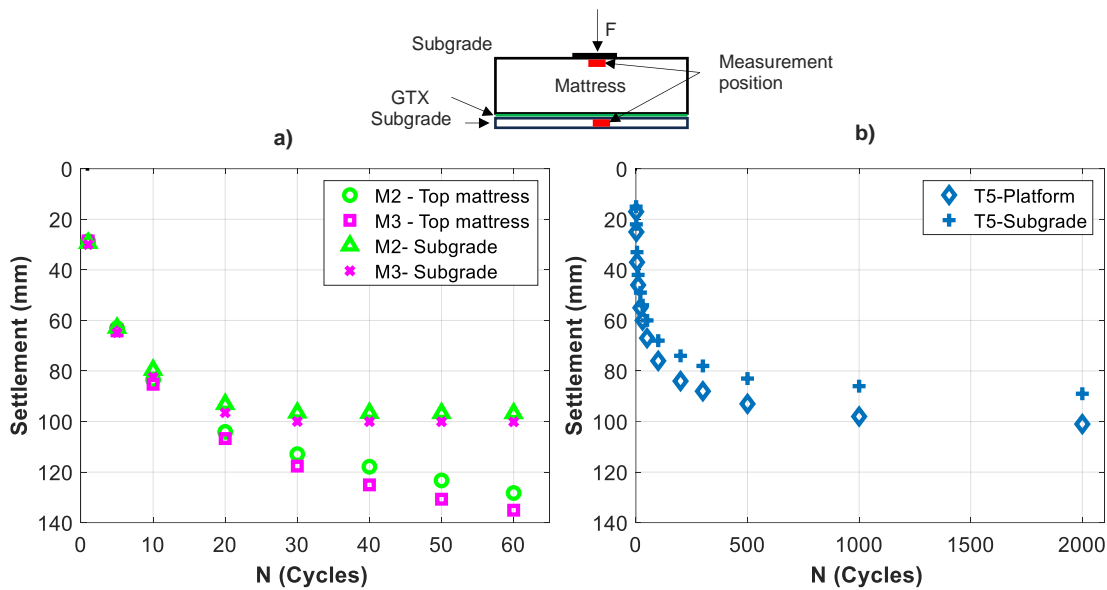 F
Subgrade
Measurement
position
Mattress
GTX
Subgrade
a)
b)
0
20
40
60
80
100
120
140
Settlement (mm)
M2 - Top mattress
M3 - Top mattress
M2- Subgrade
M3- Subgrade
0
10
20
30
40
50
60
N (Cycles)
0
20
40
60
80
100
120
140
Settlement (mm)
T5-Platform
T5-Subgrade
0
500
1000
1500
2000
N (Cycles)